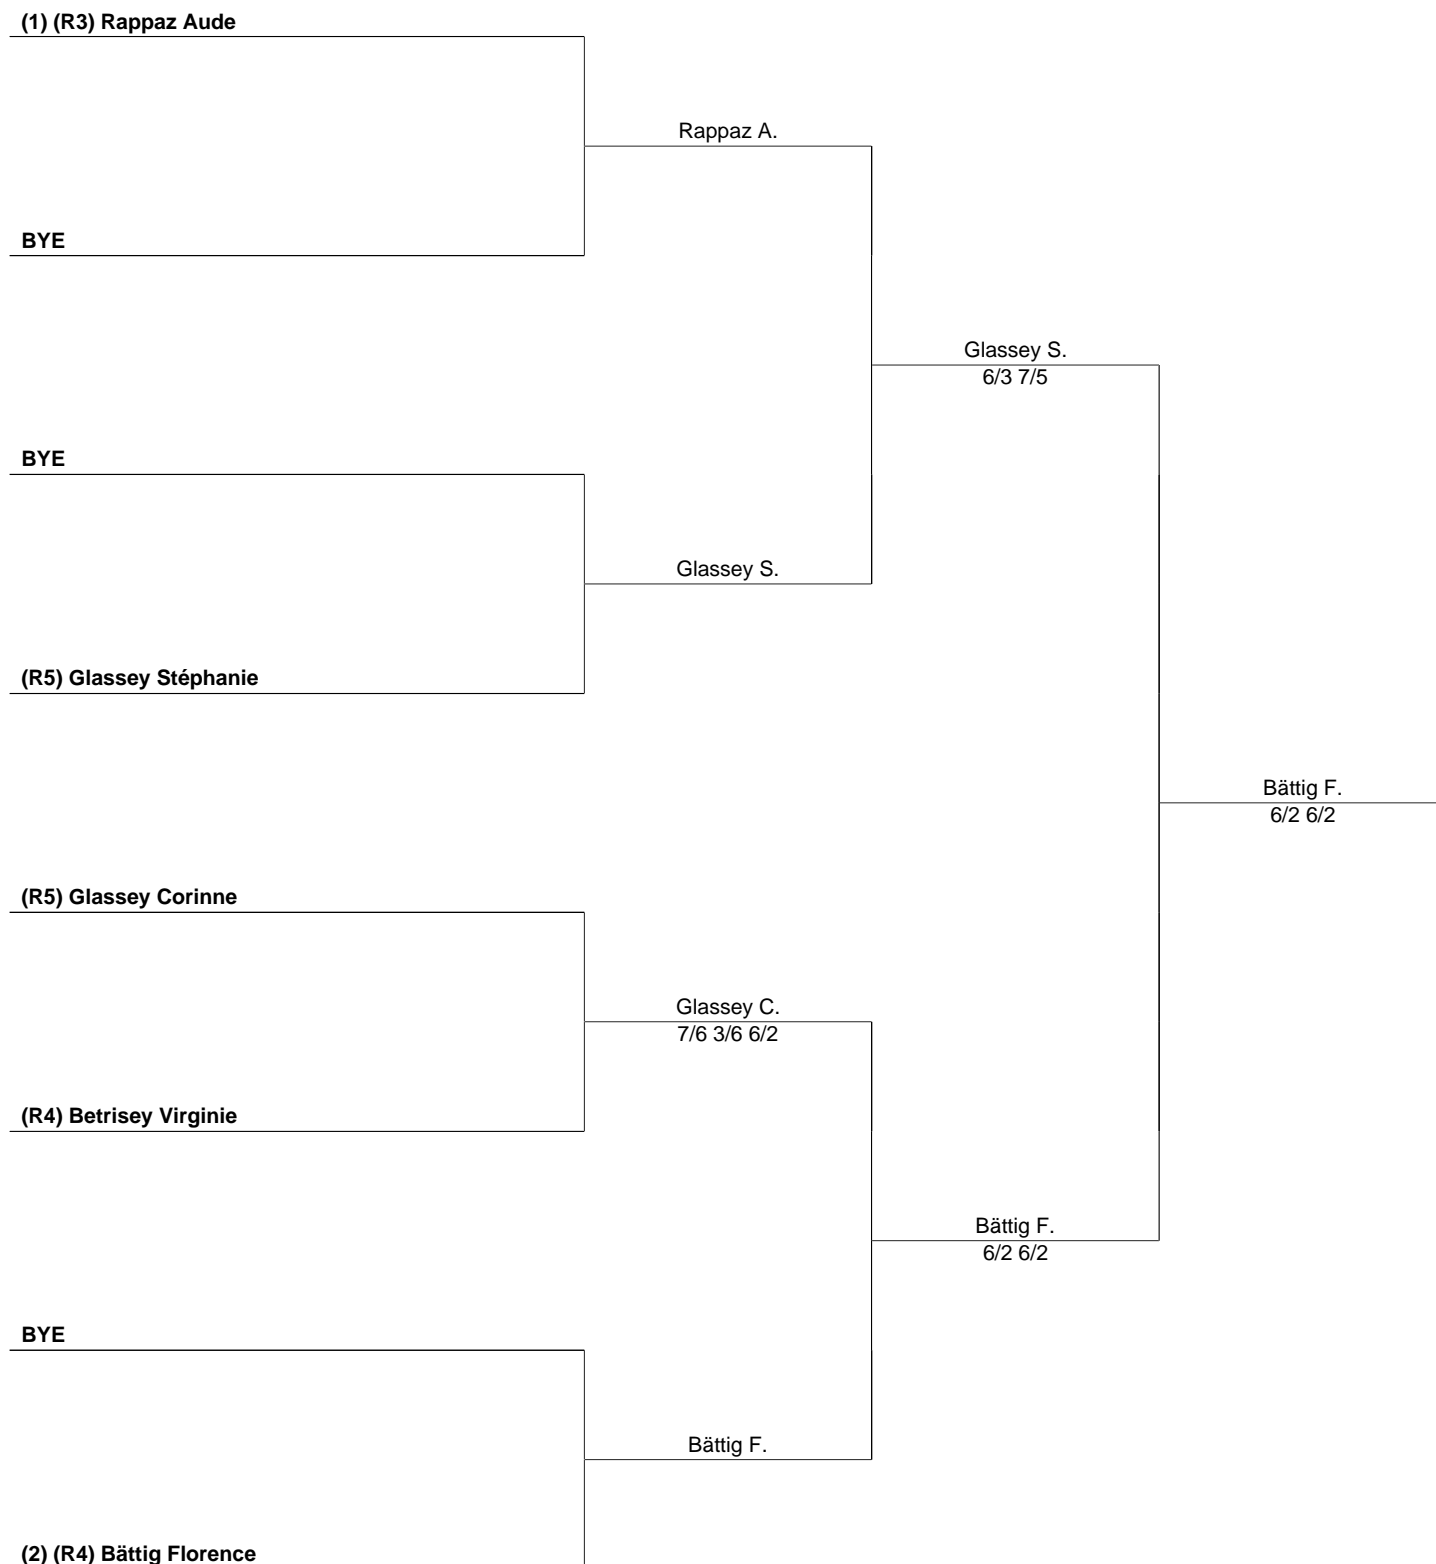 (1) (R3) Rappaz Aude
Rappaz A.
BYE
Glassey S.
6/3 7/5
BYE
Glassey S.
(R5) Glassey Stéphanie
Bättig F.
6/2 6/2
(R5) Glassey Corinne
Glassey C.
7/6 3/6 6/2
(R4) Betrisey Virginie
Bättig F.
6/2 6/2
BYE
Bättig F.
(2) (R4) Bättig Florence